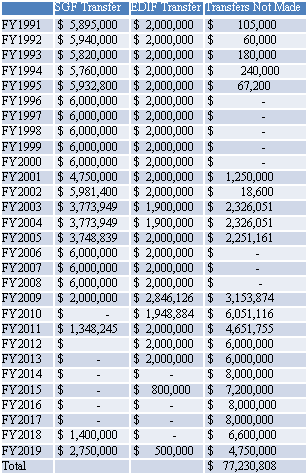 SGF Transfer EDIF Transfer Transfers Not Made
FY1991 $ 5,895,000 $ 2,000,000 $ 105,000
FY1992 $ 5,940,000 $ 2,000,000 $ 60,000
FY1993 $ 5,820,000 $ 2,000,000 $ 180,000
FY1994 $ 5,760,000 $ 2,000,000 $ 240,000
FY1995 $ 5,932,800 $ 2,000,000 $ 67,200
FY1996 $ 6,000,000 $ 2,000,000 $ -
FY1997 $ 6,000,000 $ 2,000,000 $ -
FY1998 $ 6,000,000 $ 2,000,000 $ -
FY1999 $ 6,000,000 $ 2,000,000 $ -
FY2000 $ 6,000,000 $ 2,000,000 $ -
FY2001 $ 4,750,000 $ 2,000,000 $ 1,250,000
FY2002 $ 5,981,400 $ 2,000,000 $ 18,600
FY2003 $ 3,773,949 $ 1,900,000 $ 2,326,051
FY2004 $ 3,773,949 $ 1,900,000 $ 2,326,051
FY2005 $ 3,748,839 $ 2,000,000 $ 2,251,161
FY2006 $ 6,000,000 $ 2,000,000 $ -
FY2007 $ 6,000,000 $ 2,000,000 $ -
FY2008 $ 6,000,000 $ 2,000,000 $ -
FY2009 $ 2,000,000 $ 2,846,126 $ 3,153,874
FY2010 $ - $ 1,948,884 $ 6,051,116
FY2011 $ 1,348,245 $ 2,000,000 $ 4,651,755
FY2012 $ $ 2,000,000 $ 6,000,000
FY2013 $ - $ 2,000,000 $ 6,000,000
FY2014 $ - $ - $ 8,000,000
FY2015 $ - $ 800,000 $ 7,200,000
FY2016 $ - $ - $ 8,000,000
FY2017 $ - $ - $ 8,000,000
FY2018 $ 1,400,000 $ - $ 6,600,000
FY2019 $ 2,750,000 $ 500,000 $ 4,750,000
Total 77,230,808